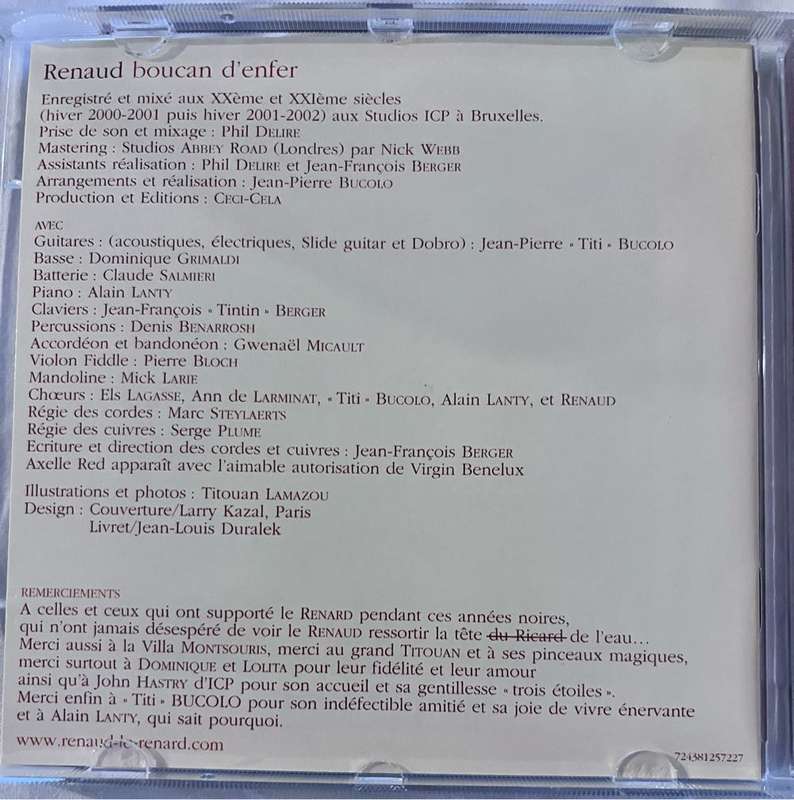 Renaud boucan d'enfer
Enregistré et mixé aux XXème et XXIème siècles
(hiver 2000-2001 puis hiver 2001-2002) aux Studios ICP à Bruxelles.
Prise de son et mixage : Phil DELIRE
Mastering : Studios ABBEY ROAD (Londres) par Nick WEBB
Assistants réalisation : Phil DELIRE et Jean-François BERGER
Arrangements et réalisation : Jean-Pierre BUCOLO
Production et Editions : CECI-CELA
AVEC
Guitares : (acoustiques, électriques, Slide guitar et Dobro) : Jean-Pierre « Titi » BUCOLO
Basse : Dominique GRIMALDI
Batterie : Claude SALMIERI
Piano : Alain LANTY
Claviers : Jean-François « Tintin » BERGER
Percussions : Denis BENARROSH
Accordéon et bandonéon : Gwenaël MICAULT
Violon Fiddle : Pierre BLOCH
Mandoline : Mick LARIE
Chœurs : Els LAGASSE, Ann de LARMINAT, « Titi » BUCOLO, Alain LANTY, et RENAUD
Régie des cordes : Marc STEYLAERTS
Régie des cuivres : Serge PLUME
Ecriture et direction des cordes et cuivres : Jean-François BERGER
Axelle Red apparaît avec l'aimable autorisation de Virgin Benelux
Illustrations et photos : Titouan LAMAZOU
Design : Couverture/Larry Kazal, Paris
Livret/Jean-Louis Duralek
REMERCIEMENTS
A celles et ceux qui ont supporté le RENARD pendant ces années noires,
qui n'ont jamais désespéré de voir le RENAUD ressortir la tête du Ricard de l'eau...
Merci aussi à la Villa MONTSOURIS, merci au grand TITOUAN et à ses pinceaux magiques,
merci surtout à DOMINIQUE et LOLITA pour leur fidélité et leur amour
ainsi qu'à John HASTRY d'ICP pour son accueil et sa gentillesse « trois étoiles ».
Merci enfin à « Titi » BUCOLO pour son indéfectible amitié et sa joie de vivre énervante
et à Alain LANTY, qui sait pourquoi.
www.renaud-le-renard.com
724381257227